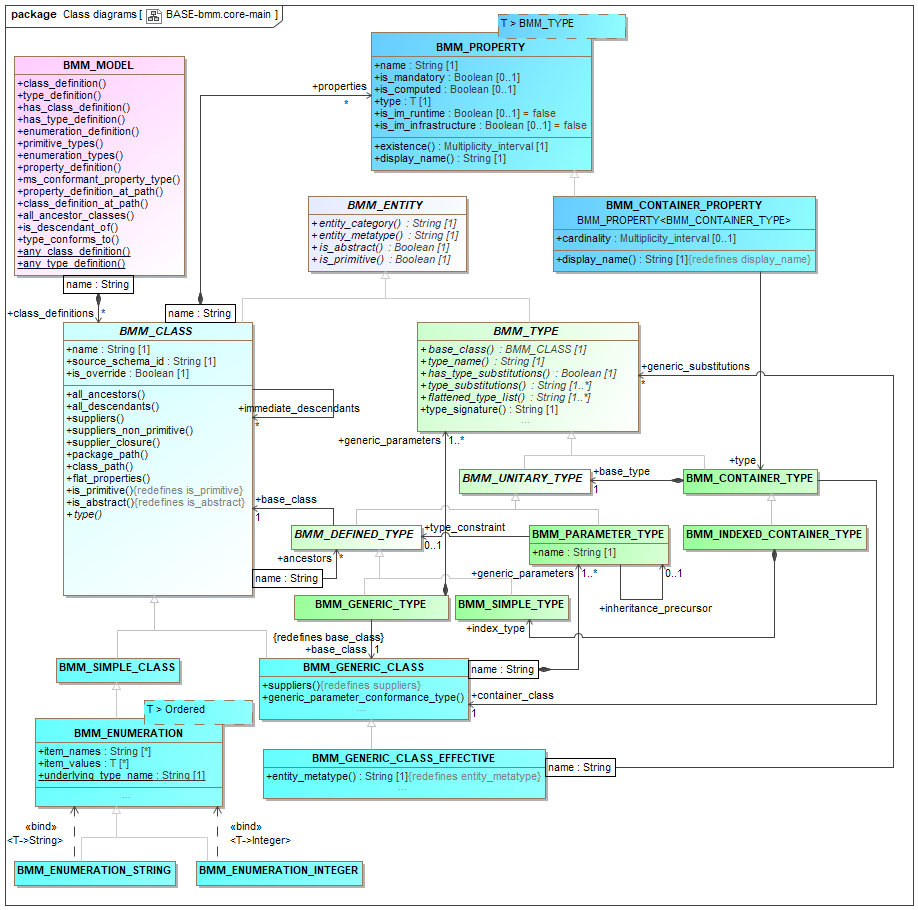 package Class diagrams [ BASE-bmm.core-main ]
T > BMM_TYPE
BMM_PROPERTY
+name : String [1]
+is_mandatory : Boolean [0..1]
+is_computed : Boolean [0..1]
+type : T [1]
+is_im_runtime : Boolean [0..1] = false
+is_im_infrastructure : Boolean [0..1] = false
+existence() : Multiplicity_interval [1]
+display_name() : String [1]
BMM_MODEL
+class_definition()
+type_definition()
+has_class_definition()
+has_type_definition()
+enumeration_definition()
+primitive_types()
+enumeration_types()
+property_definition()
+ms_conformant_property_type()
+property_definition_at_path()
+class_definition_at_path()
+all_ancestor_classes()
+is_descendant_of()
+type_conforms_to()
+any_class_definition()
+any_type_definition()
name : String
+class_definitions
*
+properties
*
name : String
BMM_ENTITY
+entity_category() : String [1]
+entity_metatype() : String [1]
+is_abstract() : Boolean [1]
+is_primitive() : Boolean [1]
BMM_CONTAINER_PROPERTY
BMM_PROPERTY<BMM_CONTAINER_TYPE>
+cardinality : Multiplicity_interval [0..1]
+display_name() : String [1]{redefines display_name}
BMM_CLASS
+name : String [1]
+source_schema_id : String [1]
+is_override : Boolean [1]
+all_ancestors()
+all_descendants()
+suppliers()
+suppliers_non_primitive()
+supplier_closure()
+package_path()
+class_path()
+flat_properties()
+is_primitive(){redefines is_primitive}
+is_abstract(){redefines is_abstract}
+type()
+immediate_descendants
*
BMM_TYPE
+base_class() : BMM_CLASS [1]
+type_name() : String [1]
+has_type_substitutions() : Boolean [1]
+type_substitutions() : String [1..*]
+flattened_type_list() : String [1..*]
+type_signature() : String [1]
...
+generic_substitutions
*
+generic_parameters
1..*
+type
BMM_UNITARY_TYPE
+base_type
1
BMM_CONTAINER_TYPE
+base_class
1
BMM_DEFINED_TYPE
+type_constraint
0..1
BMM_PARAMETER_TYPE
+name : String [1]
BMM_INDEXED_CONTAINER_TYPE
+ancestors
*
name : String
+generic_parameters
1..*
0..1
+inheritance_precursor
BMM_GENERIC_TYPE
BMM_SIMPLE_TYPE
+index_type
{redefines base_class}
+base_class
1
BMM_SIMPLE_CLASS
BMM_GENERIC_CLASS
+suppliers(){redefines suppliers}
+generic_parameter_conformance_type()
...
name : String
+container_class
1
T > Ordered
BMM_ENUMERATION
+item_names : String [*]
+item_values : T [*]
+underlying_type_name : String [1]
...
BMM_GENERIC_CLASS_EFFECTIVE
+entity_metatype() : String [1]{redefines entity_metatype}
...
name : String
«bind»
<T->String>
«bind»
<T->Integer>
BMM_ENUMERATION_STRING
BMM_ENUMERATION_INTEGER